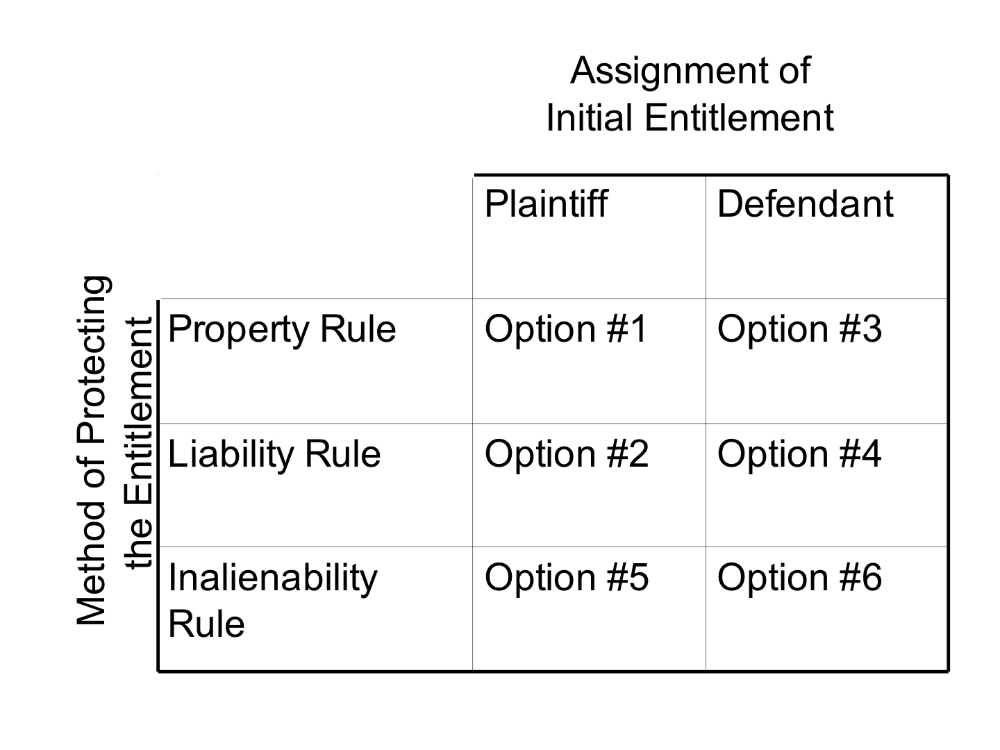 Assignment of
Initial Entitlement
Plaintiff
Defendant
Method of Protecting
the Entitlement
Property Rule
Option #1
Option #3
Liability Rule
Option #2
Option #4
Inalienability
Rule
Option #5
Option #6